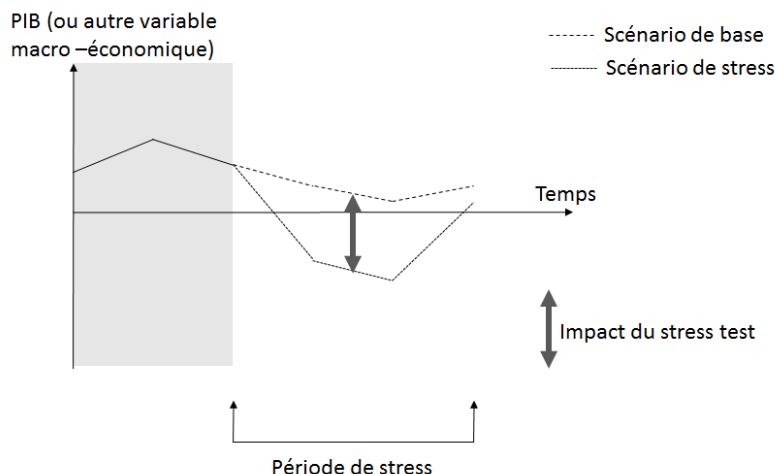 PIB (ou autre variable
macro –économique)
Scénario de base
Scénario de stress
Temps
Impact du stress test
Période de stress